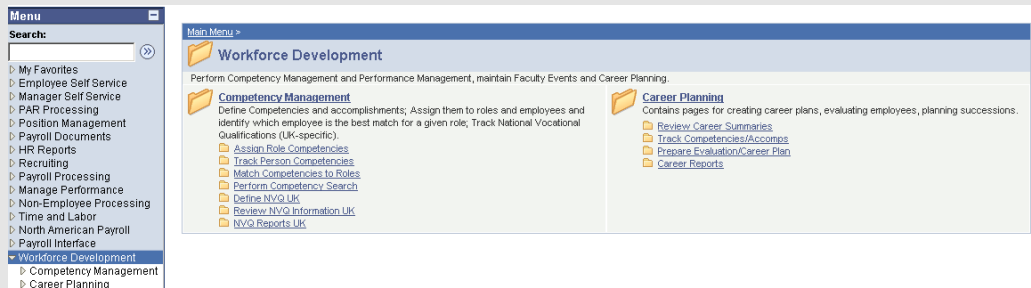 Menu
Search:
My Favorites
Employee Self Service
Manager Self Service
PAR Processing
Position Management
Payroll Documents
HR Reports
Recruiting
Payroll Processing
Manage Performance
Non-Employee Processing
Time and Labor
North American Payroll
Payroll Interface
Workforce Development
Competency Management
Career Planning
Main Menu >
Workforce Development
Perform Competency Management and Performance Management, maintain Faculty Events and Career Planning.
Competency Management
Define Competencies and accomplishments; Assign them to roles and employees and
identify which employee is the best match for a given role; Track National Vocational
Qualifications (UK-specific).
Assign Role Competencies
Track Person Competencies
Match Competencies to Roles
Perform Competency Search
Define NVQ UK
Review NVQ Information UK
NVQ Reports UK
Career Planning
Contains pages for creating career plans, evaluating employees, planning successions.
Review Career Summaries
Track Competencies/Accomps
Prepare Evaluation/Career Plan
Career Reports